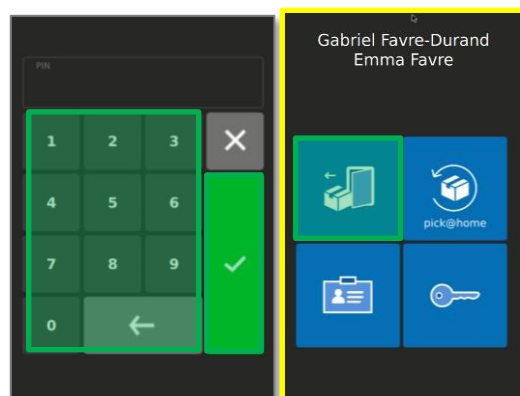 PIN
1 2 3
4 5 6
7 8 9
0
Gabriel Favre-Durand
Emma Favre
pick@home